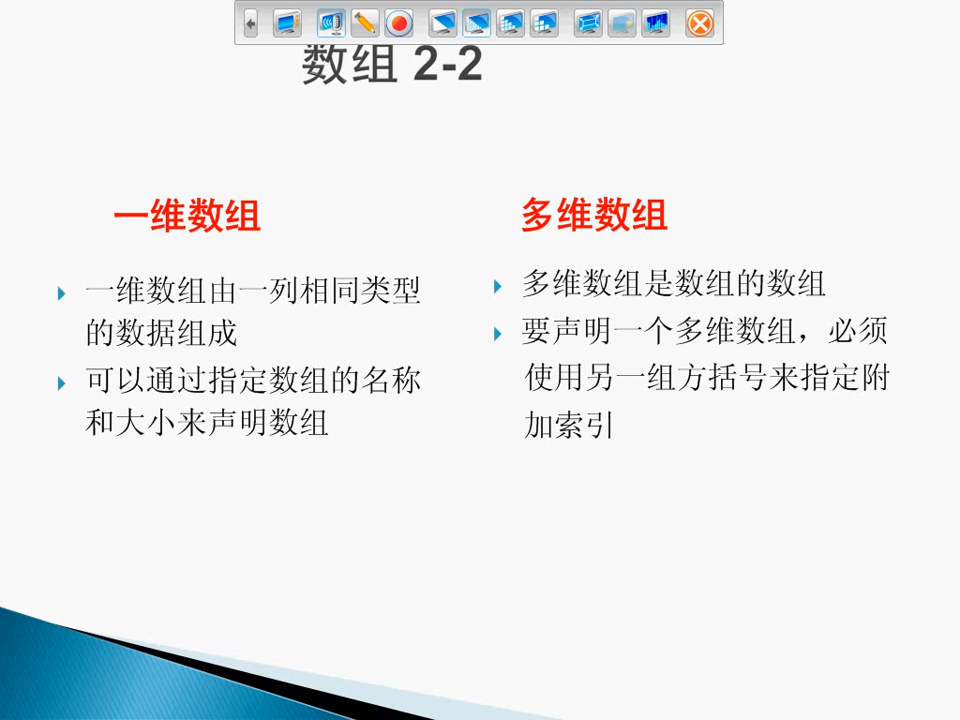 数组 2-2
一维数组
一维数组由一列相同类型
的数据组成
可以通过指定数组的名称
和大小来声明数组
多维数组
多维数组是数组的数组
要声明一个多维数组，必须
使用另一组方括号来指定附
加索引